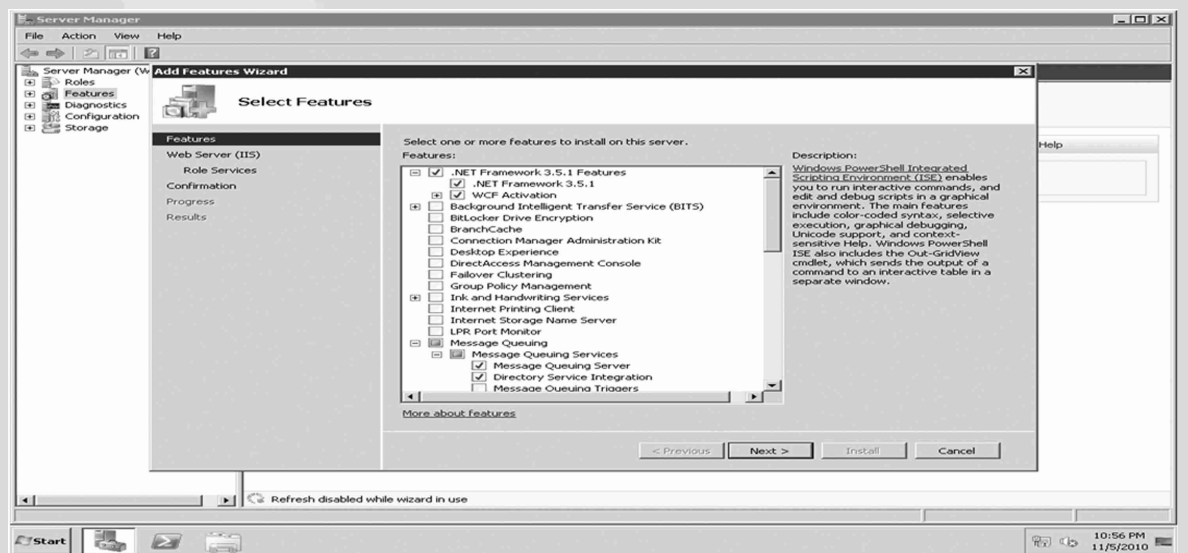 Server Manager
File Action View Help
Server Manager (W
Roles
Features
Diagnostics
Configuration
Storage
Add Features Wizard
Select Features
Features
Web Server (IIS)
Role Services
Confirmation
Progress
Results
Select one or more features to install on this server.
Features:
.NET Framework 3.5.1 Features
.NET Framework 3.5.1
WCF Activation
Background Intelligent Transfer Service (BITS)
BitLocker Drive Encryption
BranchCache
Connection Manager Administration Kit
Desktop Experience
DirectAccess Management Console
Failover Clustering
Group Policy Management
Ink and Handwriting Services
Internet Printing Client
Internet Storage Name Server
LPR Port Monitor
Message Queuing
Message Queuing Services
Message Queuing Server
Directory Service Integration
Message Queuing Triggers
More about features
Description:
Windows PowerShell Integrated
Scripting Environment (ISE) enables
you to run interactive commands, and
edit and debug scripts in a graphical
environment. The main features
include color-coded syntax, selective
execution, graphical debugging,
Unicode support, and context-
sensitive Help. Windows PowerShell
ISE also includes the Out-GridView
cmdlet, which sends the output of a
command to an interactive table in a
separate window.
Help
< Previous Next > Install Cancel
Refresh disabled while wizard in use
Start
10:56 PM
11/5/2010